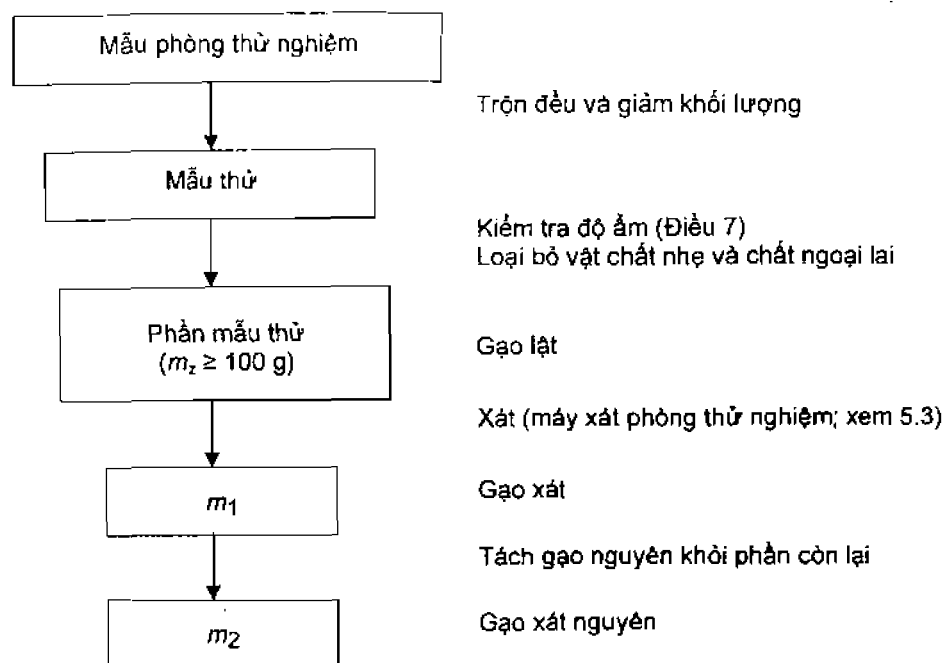 Mẫu phòng thử nghiệm
Trộn đều và giảm khối lượng
Mẫu thử
Kiểm tra độ ẩm (Điều 7)
Loại bỏ vật chất nhẹ và chất ngoại lai
Phần mẫu thử
(mz ≥ 100 g)
Gạo lật
Xát (máy xát phòng thử nghiệm; xem 5.3)
m1
Gạo xát
Tách gạo nguyên khỏi phần còn lại
m2
Gạo xát nguyên